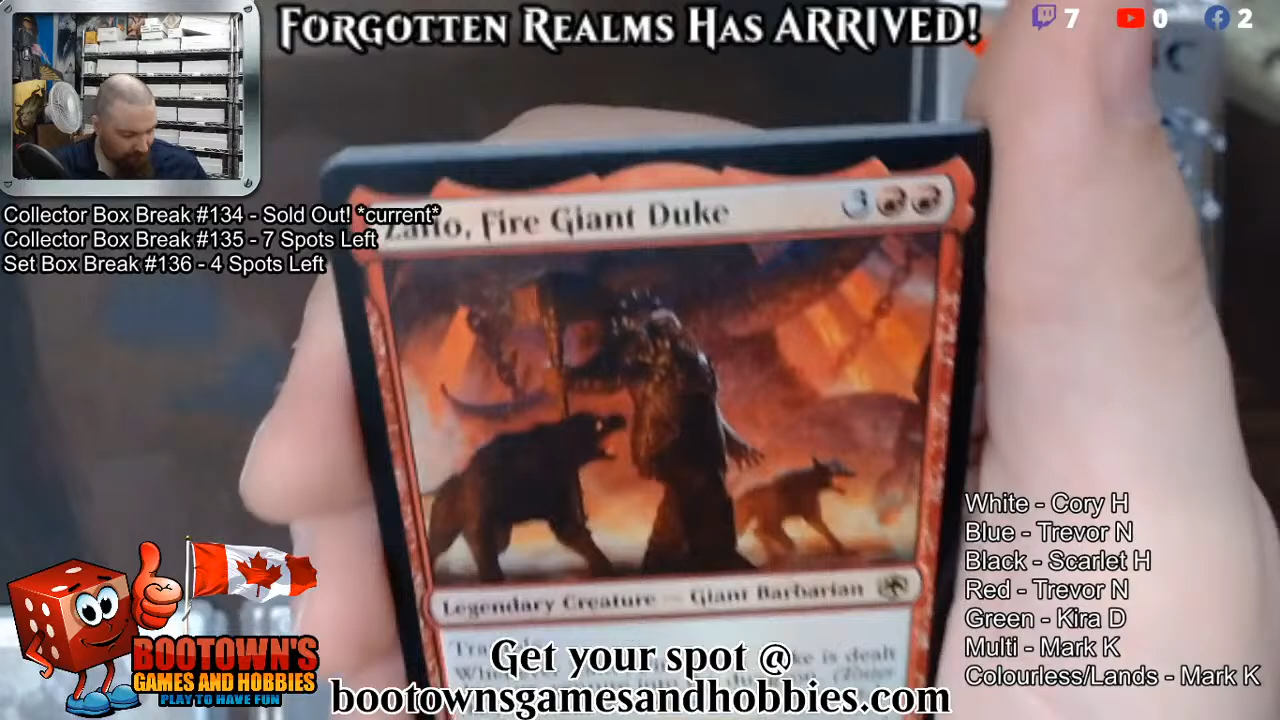 FORGOTTEN REALMS HAS ARRIVED!
7 0 2
Collector Box Break #134 - Sold Out! *current*
Collector Box Break #135 - 7 Spots Left
Set Box Break #136 - 4 Spots Left
Fire Giant Duke 3
Legendary Creature — Giant Barbarian
is dealt
White - Cory H
Blue - Trevor N
Black - Scarlet H
Red - Trevor N
Green - Kira D
Multi - Mark K
Colourless/Lands - Mark K
BOOTOWN'S
GAMES AND HOBBIES
PLAY TO HAVE FUN
Get your spot @
bootownsgamesandhobbies.com